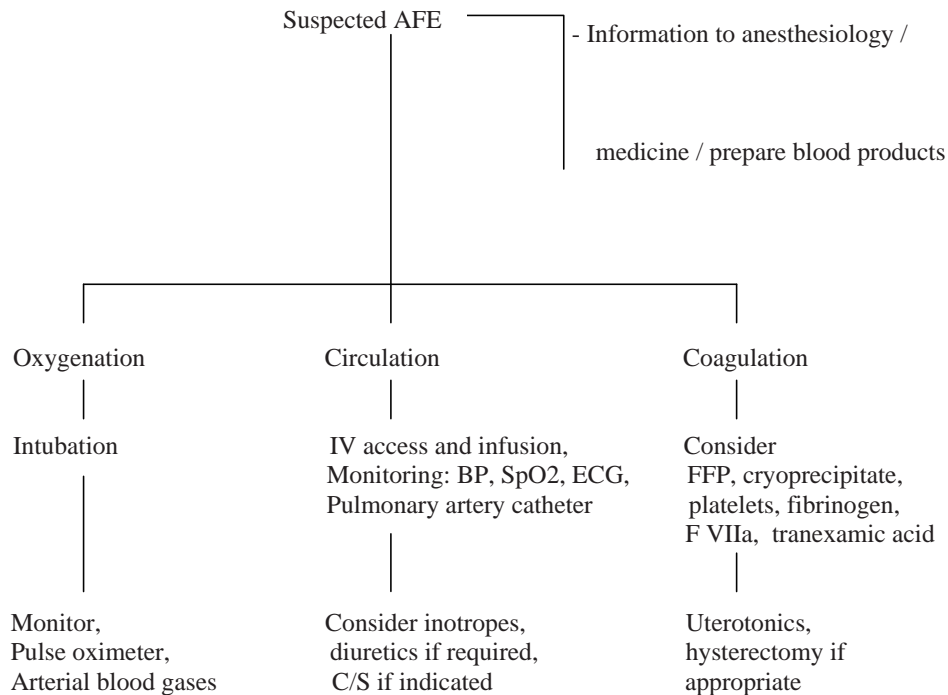 Suspected AFE
- Information to anesthesiology /
medicine / prepare blood products
Oxygenation
Intubation
Monitor,
Pulse oximeter,
Arterial blood gases
Circulation
IV access and infusion,
Monitoring: BP, SpO2, ECG,
Pulmonary artery catheter
Consider inotropes,
diuretics if required,
C/S if indicated
Coagulation
Consider
FFP, cryoprecipitate,
platelets, fibrinogen,
F VIIa, tranexamic acid
Uterotonics,
hysterectomy if
appropriate